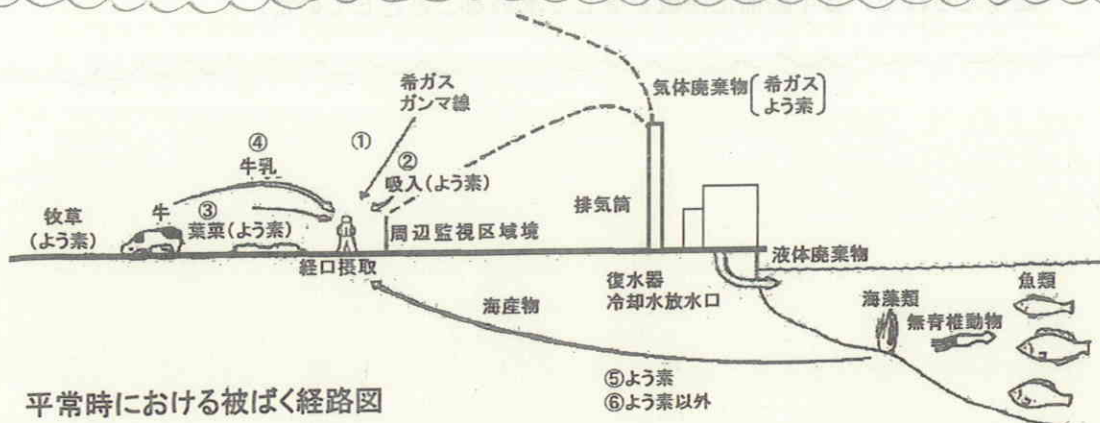 希ガス
ガンマ線
気体廃棄物(希ガス
よう素)
④
牛乳
①
②
吸入(よう素)
牧草
(よう素)
牛
③
葉菜(よう素)
周辺監視区域境
排気筒
経口摂取
復水器
冷却水放水口
液体廃棄物
海産物
海藻類
無脊椎動物
魚類
⑤よう素
⑥よう素以外
平常時における被ばく経路図